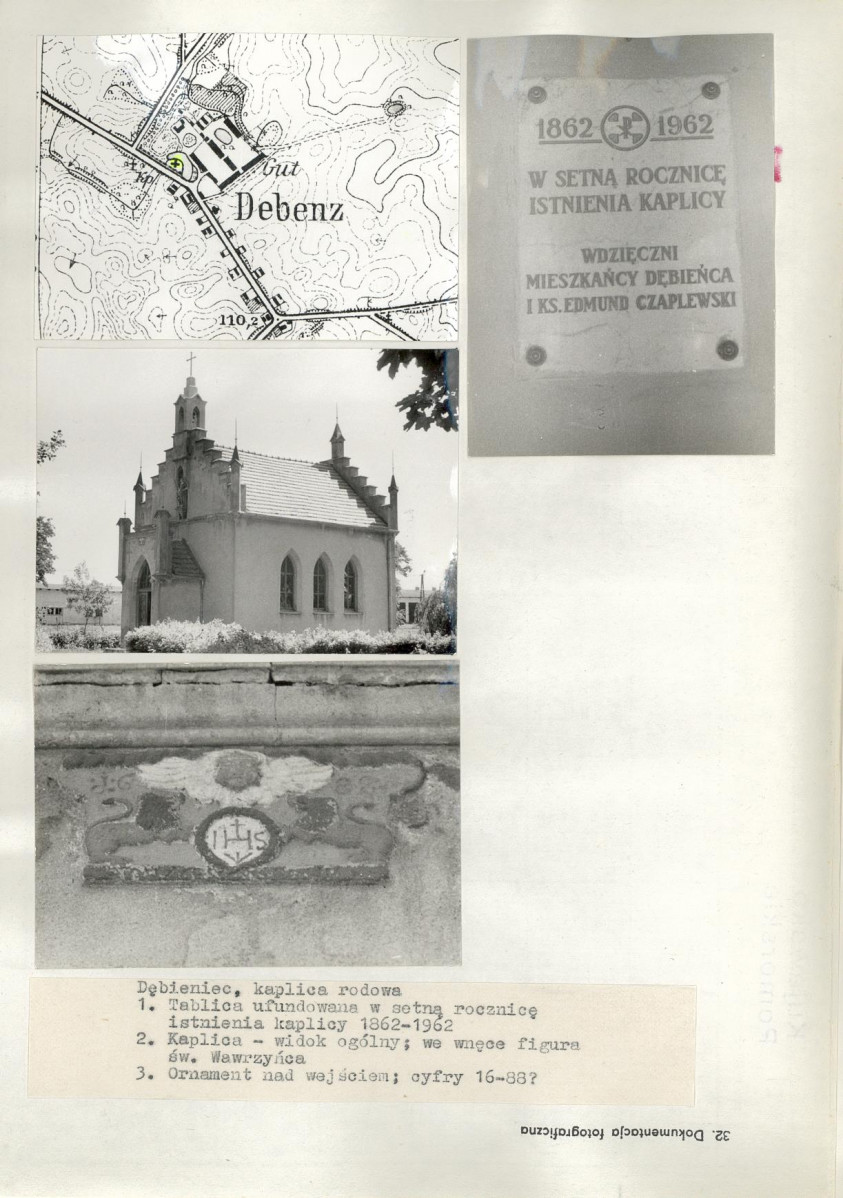 Gut
Debenz
Kp.
110,2
1862 1962
W SETNĄ ROCZNICĘ
ISTNIENIA KAPLICY
WDZIĘCZNI
MIESZKAŃCY DĘBIEŃCA
I KS. EDMUND CZAPLEWSKI
IHS
Dębieniec, kaplica rodowa
1. Tablica ufundowana w setną rocznicę
istnienia kaplicy 1862-1962
2. Kaplica - widok ogólny; we wnęce figura
św. Wawrzyńca
3. Ornament nad wejściem; cyfry 16-88?
32. Dokumentacja fotograficzna